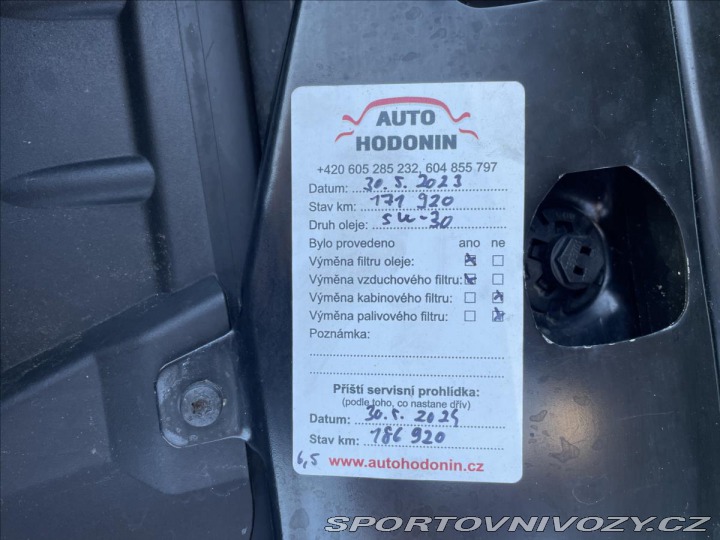 AUTO
HODONIN
+420 605 285 232, 604 855 797
Datum: 30.5.2023
Stav km: 171 920
Druh oleje: 5W-30
Bylo provedeno ano ne
Výměna filtru oleje:
Výměna vzduchového filtru:
Výměna kabinového filtru:
Výměna palivového filtru:
Poznámka:
Příští servisní prohlídka:
(podle toho, co nastane dřív)
Datum: 30.5.2024
Stav km: 186 920
6,5
www.autohodonin.cz
SPORTOVNIVOZY.CZ